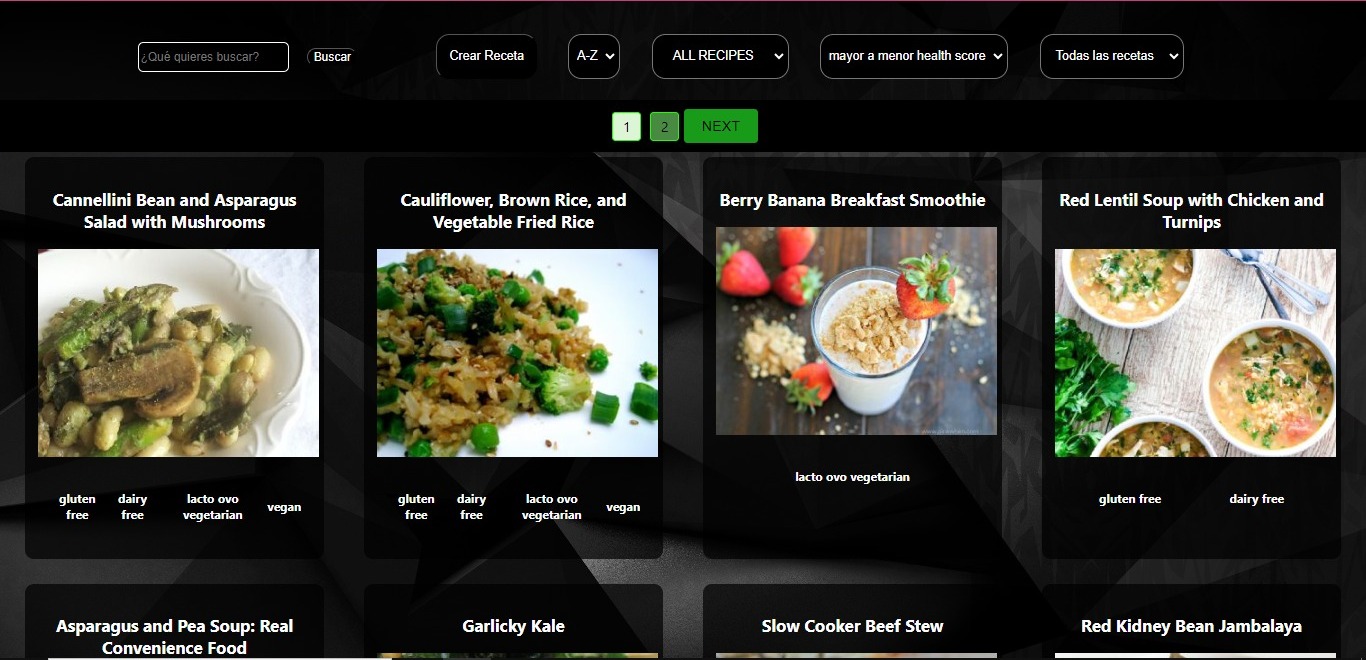 ¿Qué quieres buscar?
Buscar
Crear Receta
A-Z
ALL RECIPES
mayor a menor health score
Todas las recetas
1
2
NEXT
Cannellini Bean and Asparagus
Salad with Mushrooms
gluten
free
dairy
free
lacto ovo
vegetarian
vegan
Cauliflower, Brown Rice, and
Vegetable Fried Rice
gluten
free
dairy
free
lacto ovo
vegetarian
vegan
Berry Banana Breakfast Smoothie
lacto ovo vegetarian
Red Lentil Soup with Chicken and
Turnips
gluten free
dairy free
Asparagus and Pea Soup: Real
Convenience Food
Garlicky Kale
Slow Cooker Beef Stew
Red Kidney Bean Jambalaya